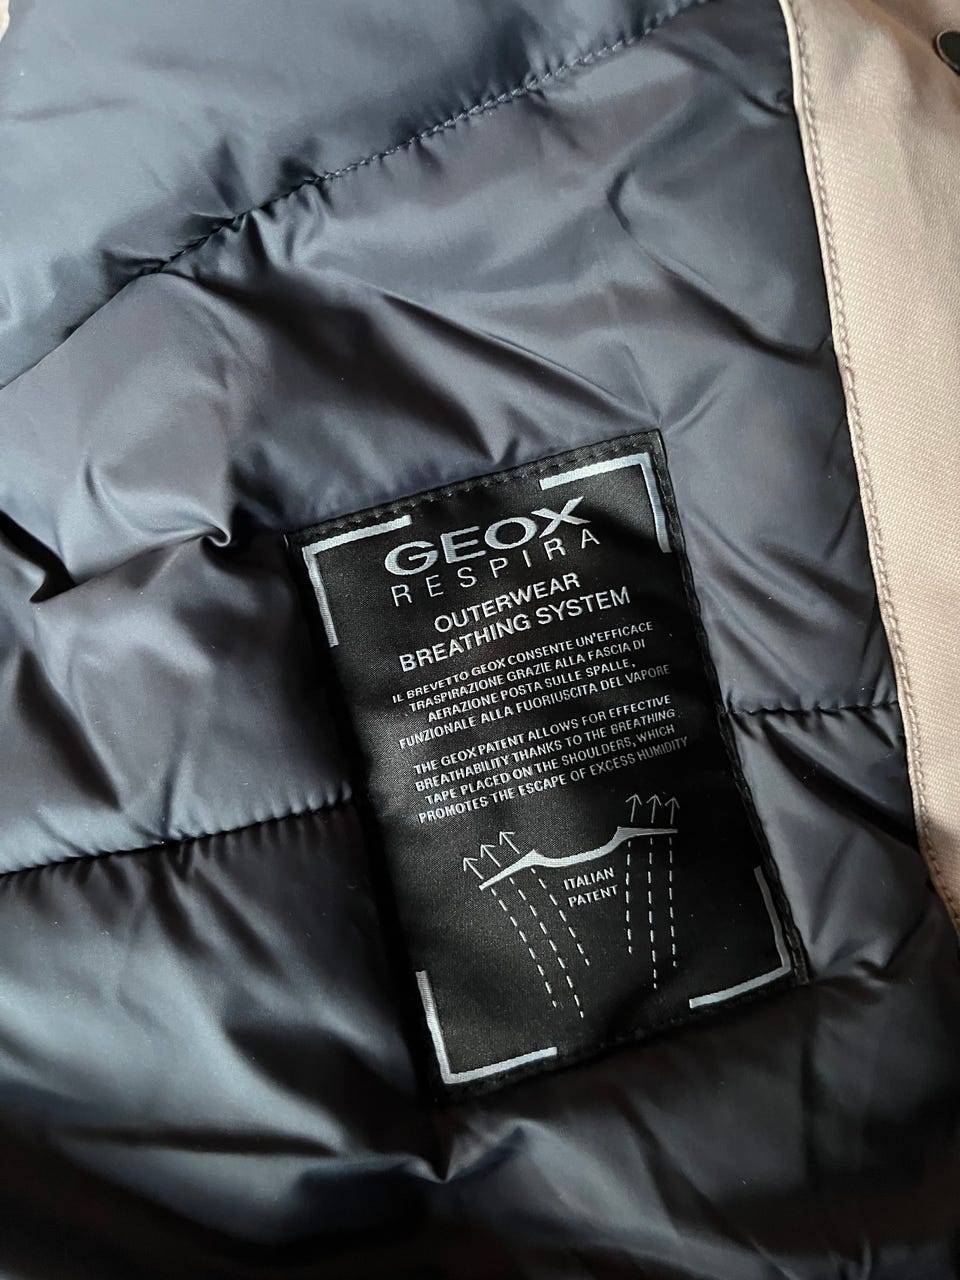 GEOX
RESPIRA
OUTERWEAR
BREATHING SYSTEM
IL BREVETTO GEOX CONSENTE UN'EFFICACE
TRASPIRAZIONE GRAZIE ALLA FASCIA DI
AERAZIONE POSTA SULLE SPALLE,
FUNZIONALE ALLA FUORIUSCITA DEL VAPORE
THE GEOX PATENT ALLOWS FOR EFFECTIVE
BREATHABILITY THANKS TO THE BREATHING
TAPE PLACED ON THE SHOULDERS, WHICH
PROMOTES THE ESCAPE OF EXCESS HUMIDITY
ITALIAN
PATENT